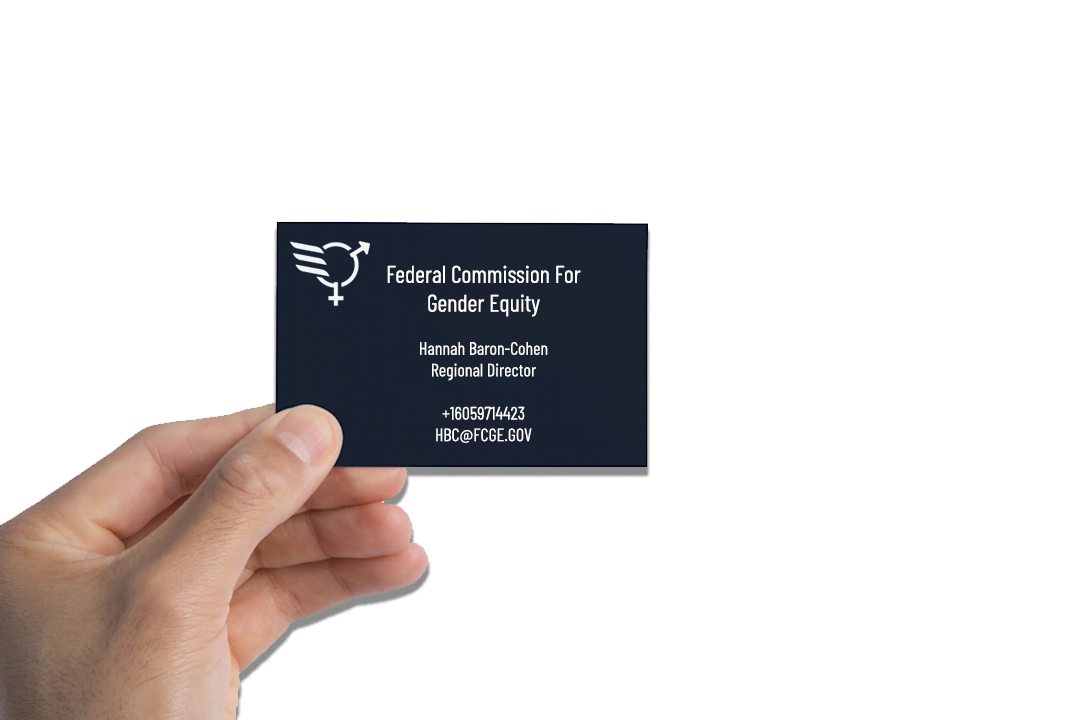 Federal Commission For
Gender Equity
Hannah Baron-Cohen
Regional Director
+16059714423
HBC@FCGE.GOV